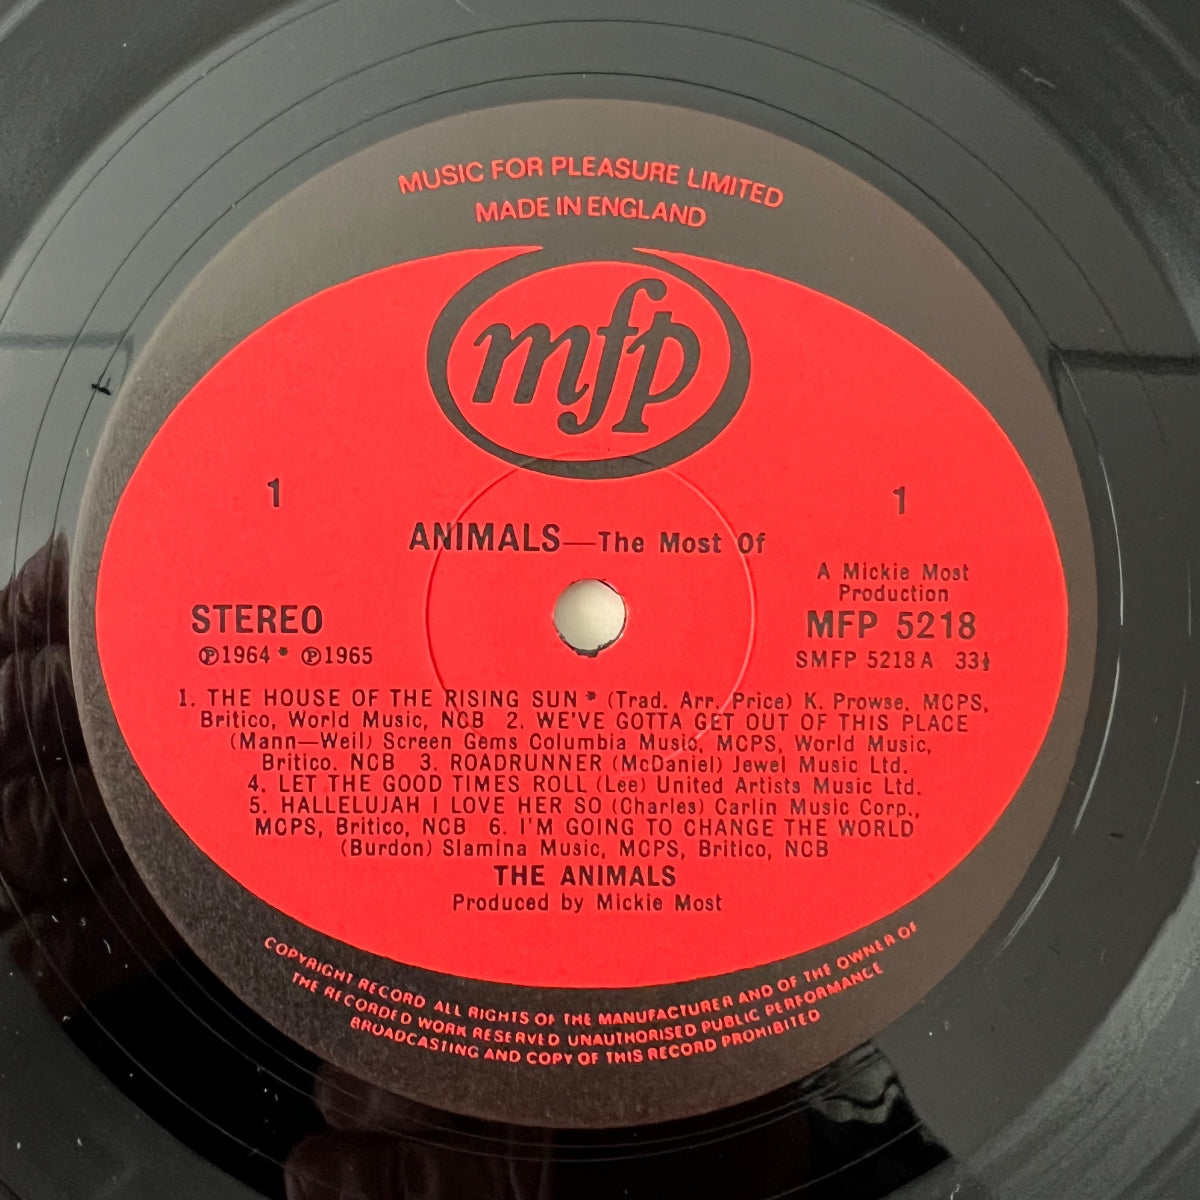 MUSIC FOR PLEASURE LIMITED
MADE IN ENGLAND
mfp
1 1
ANIMALS—The Most Of
A Mickie Most
Production
STEREO MFP 5218
℗1964 * ℗1965 SMFP 5218 A 33⅓
1. THE HOUSE OF THE RISING SUN * (Trad. Arr. Price) K. Prowse, MCPS,
Britico, World Music, NCB 2. WE'VE GOTTA GET OUT OF THIS PLACE
(Mann—Weil) Screen Gems Columbia Music, MCPS, World Music,
Britico. NCB 3. ROADRUNNER (McDaniel) Jewel Music Ltd.
4. LET THE GOOD TIMES ROLL (Lee) United Artists Music Ltd.
5. HALLELUJAH I LOVE HER SO (Charles) Carlin Music Corp.,
MCPS, Britico, NCB 6. I'M GOING TO CHANGE THE WORLD
(Burdon) Slamina Music, MCPS, Britico, NCB
THE ANIMALS
Produced by Mickie Most
COPYRIGHT RECORD ALL RIGHTS OF THE MANUFACTURER AND OF THE OWNER OF
THE RECORDED WORK RESERVED UNAUTHORISED PUBLIC PERFORMANCE
BROADCASTING AND COPY OF THIS RECORD PROHIBITED